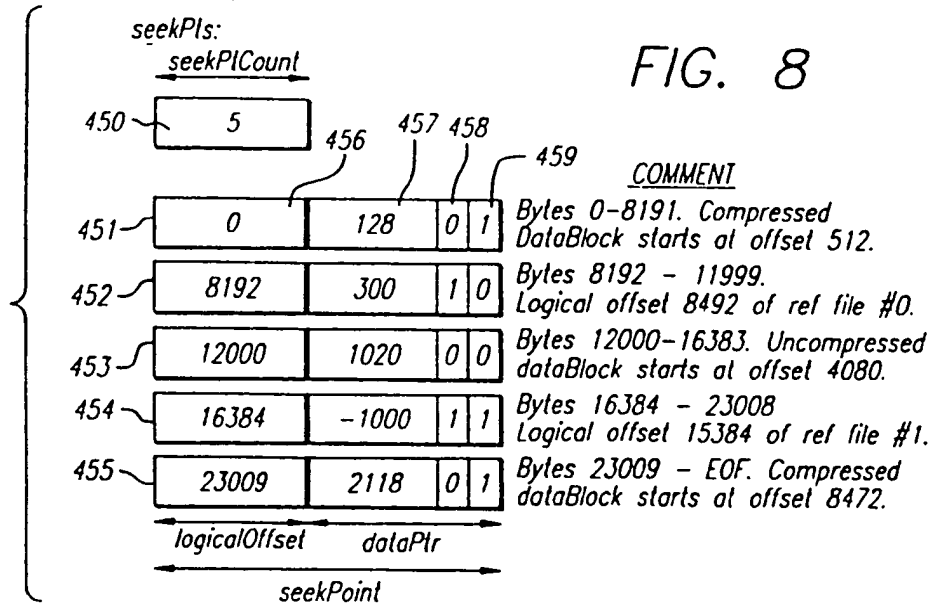 seekPts:
seekPtCount
FIG. 8
450
5
456
457
458
459
COMMENT
451
0
128
0
1
Bytes 0-8191. Compressed
DataBlock starts at offset 512.
452
8192
300
1
0
Bytes 8192 - 11999.
Logical offset 8492 of ref file #0.
453
12000
1020
0
0
Bytes 12000-16383. Uncompressed
dataBlock starts at offset 4080.
454
16384
-1000
1
1
Bytes 16384 - 23008
Logical offset 15384 of ref file #1.
455
23009
2118
0
1
Bytes 23009 - EOF. Compressed
dataBlock starts at offset 8472.
logicalOffset
dataPtr
seekPoint